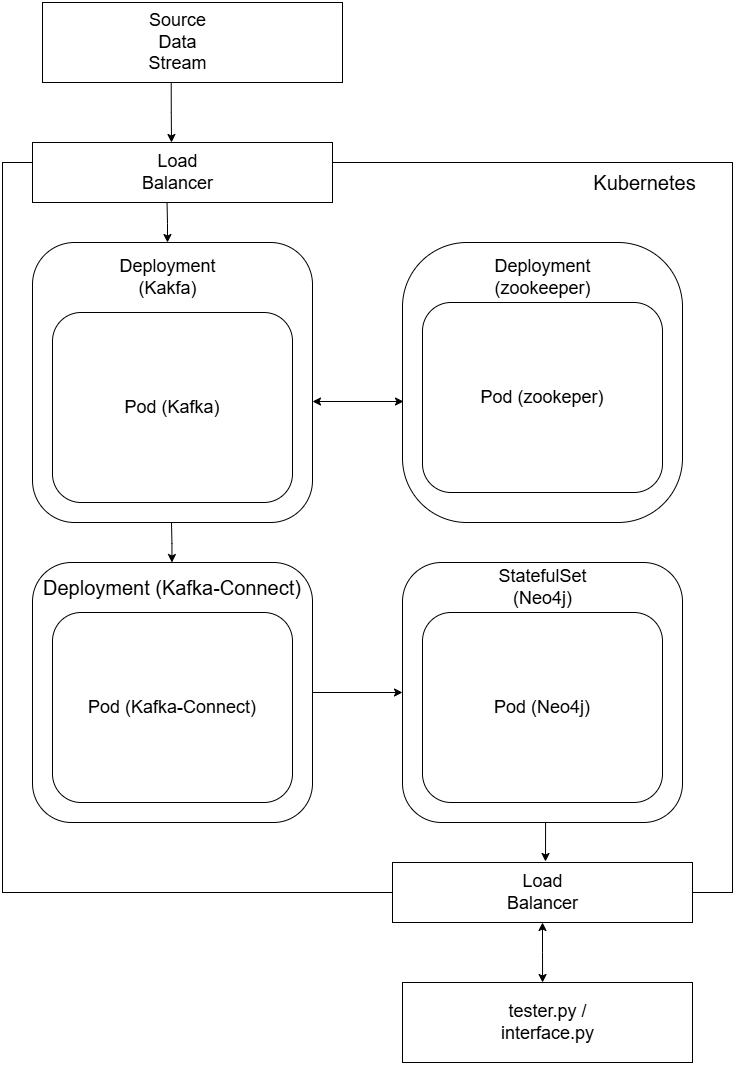 Source
Data
Stream
Load
Balancer
Kubernetes
Deployment
(Kakfa)
Deployment
(zookeeper)
Pod (Kafka)
Pod (zookeper)
Deployment (Kafka-Connect)
StatefulSet
(Neo4j)
Pod (Kafka-Connect)
Pod (Neo4j)
Load
Balancer
tester.py /
interface.py